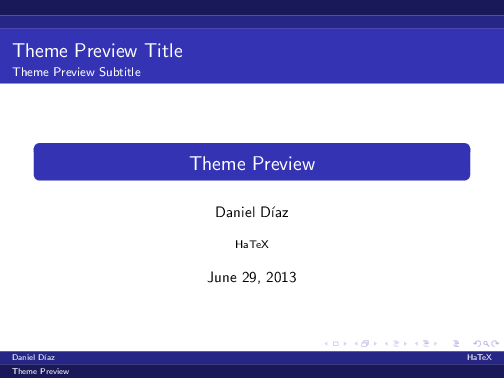 Theme Preview Title
Theme Preview Subtitle
Theme Preview
Daniel Díaz
HaTeX
June 29, 2013
Daniel Díaz HaTeX
Theme Preview